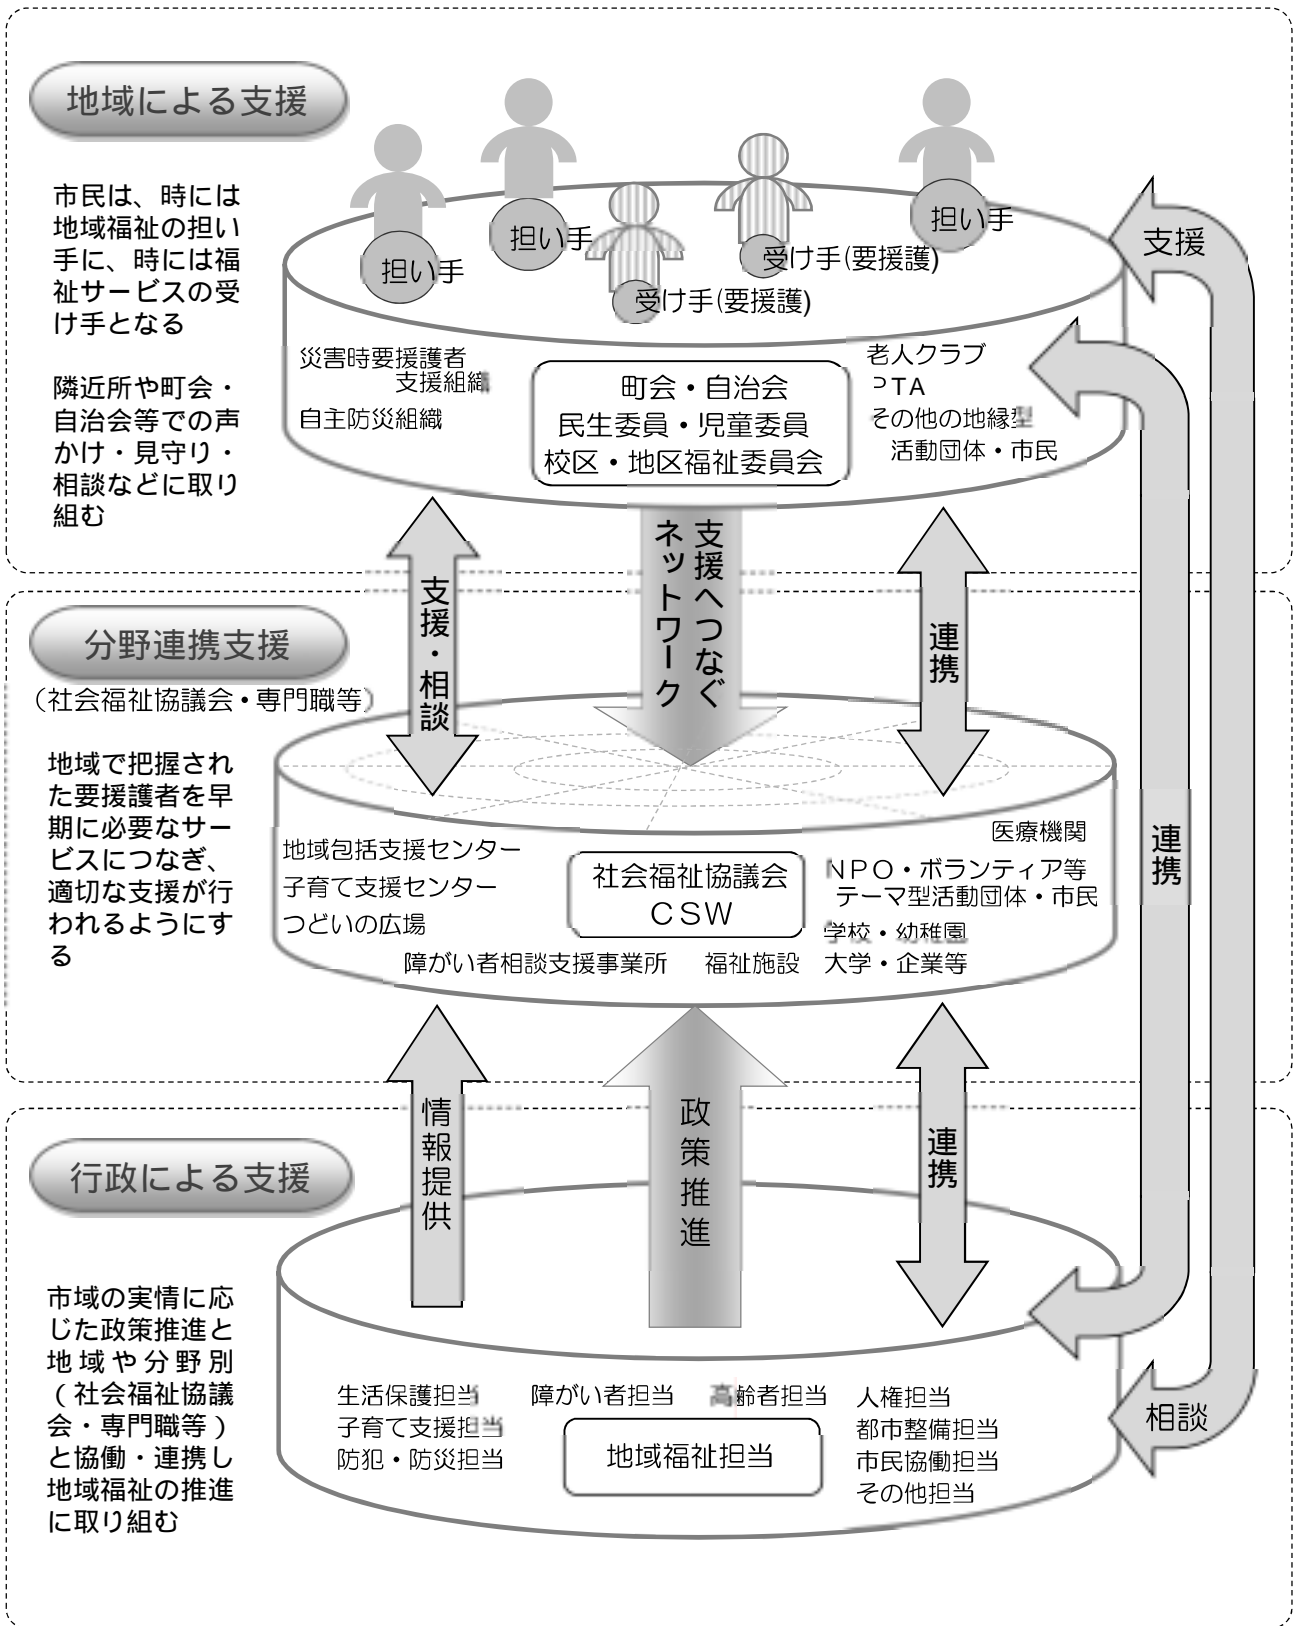 地域による支援
市民は、時には
地域福祉の担い
手に、時には福
祉サービスの受
け手となる
隣近所や町会・
自治会等での声
かけ・見守り・
相談などに取り
組む
担い手
担い手
担い手
受け手(要援護)
受け手(要援護)
災害時要援護者
支援組織
自主防災組織
町会・自治会
民生委員・児童委員
校区・地区福祉委員会
老人クラブ
TA
その他の地縁型
活動団体・市民
支援
支援・相談
支援へつなぐ
ネットワーク
連携
連携
分野連携支援
（社会福祉協議会・専門職等）
地域で把握され
た要援護者を早
期に必要なサー
ビスにつなぎ、
適切な支援が行
われるようにす
る
地域包括支援センター
子育て支援センター
つどいの広場
障がい者相談支援事業所
福祉施設
社会福祉協議会
ＣＳＷ
医療機関
ＮＰＯ・ボランティア等
テーマ型活動団体・市民
学校・幼稚園
大学・企業等
情報提供
政策推進
連携
行政による支援
市域の実情に応
じた政策推進と
地域や分野別
（社会福祉協議
会・専門職等）
と協働・連携し
地域福祉の推進
に取り組む
生活保護担当
子育て支援担当
防犯・防災担当
障がい者担当
高齢者担当
地域福祉担当
人権担当
都市整備担当
市民協働担当
その他担当
相談